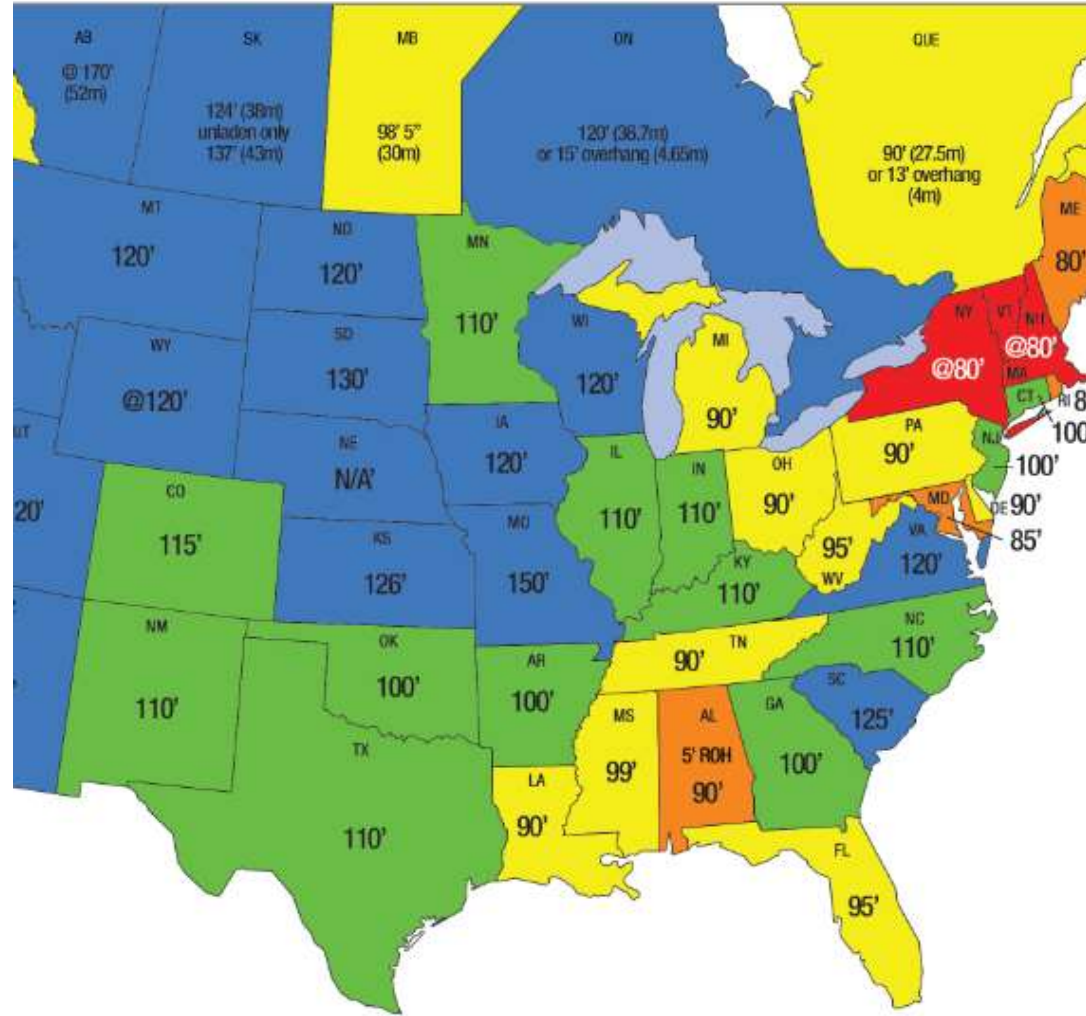 AB
@ 170'
(52m)
SK
124' (38m)
unladen only
137' (43m)
MB
98' 5"
(30m)
ON
120' (36.7m)
or 15' overhang (4.65m)
QUE
90' (27.5m)
or 13' overhang
(4m)
ME
80'
MT
120'
ND
120'
MN
110'
WI
120'
MI
90'
NY
@80'
VT
NH
@80'
MA
CT
RI 8
100
WY
@120'
SD
130'
IA
120'
NE
N/A'
UT
20'
CO
115'
KS
126'
MO
150'
IL
110'
IN
110'
OH
90'
PA
90'
NJ
100'
DE 90'
MD
85'
WV
95'
VA
120'
KY
110'
NC
110'
TN
90'
SC
125'
NM
110'
OK
100'
AR
100'
TX
110'
LA
90'
MS
99'
AL
5' ROH
90'
GA
100'
FL
95'